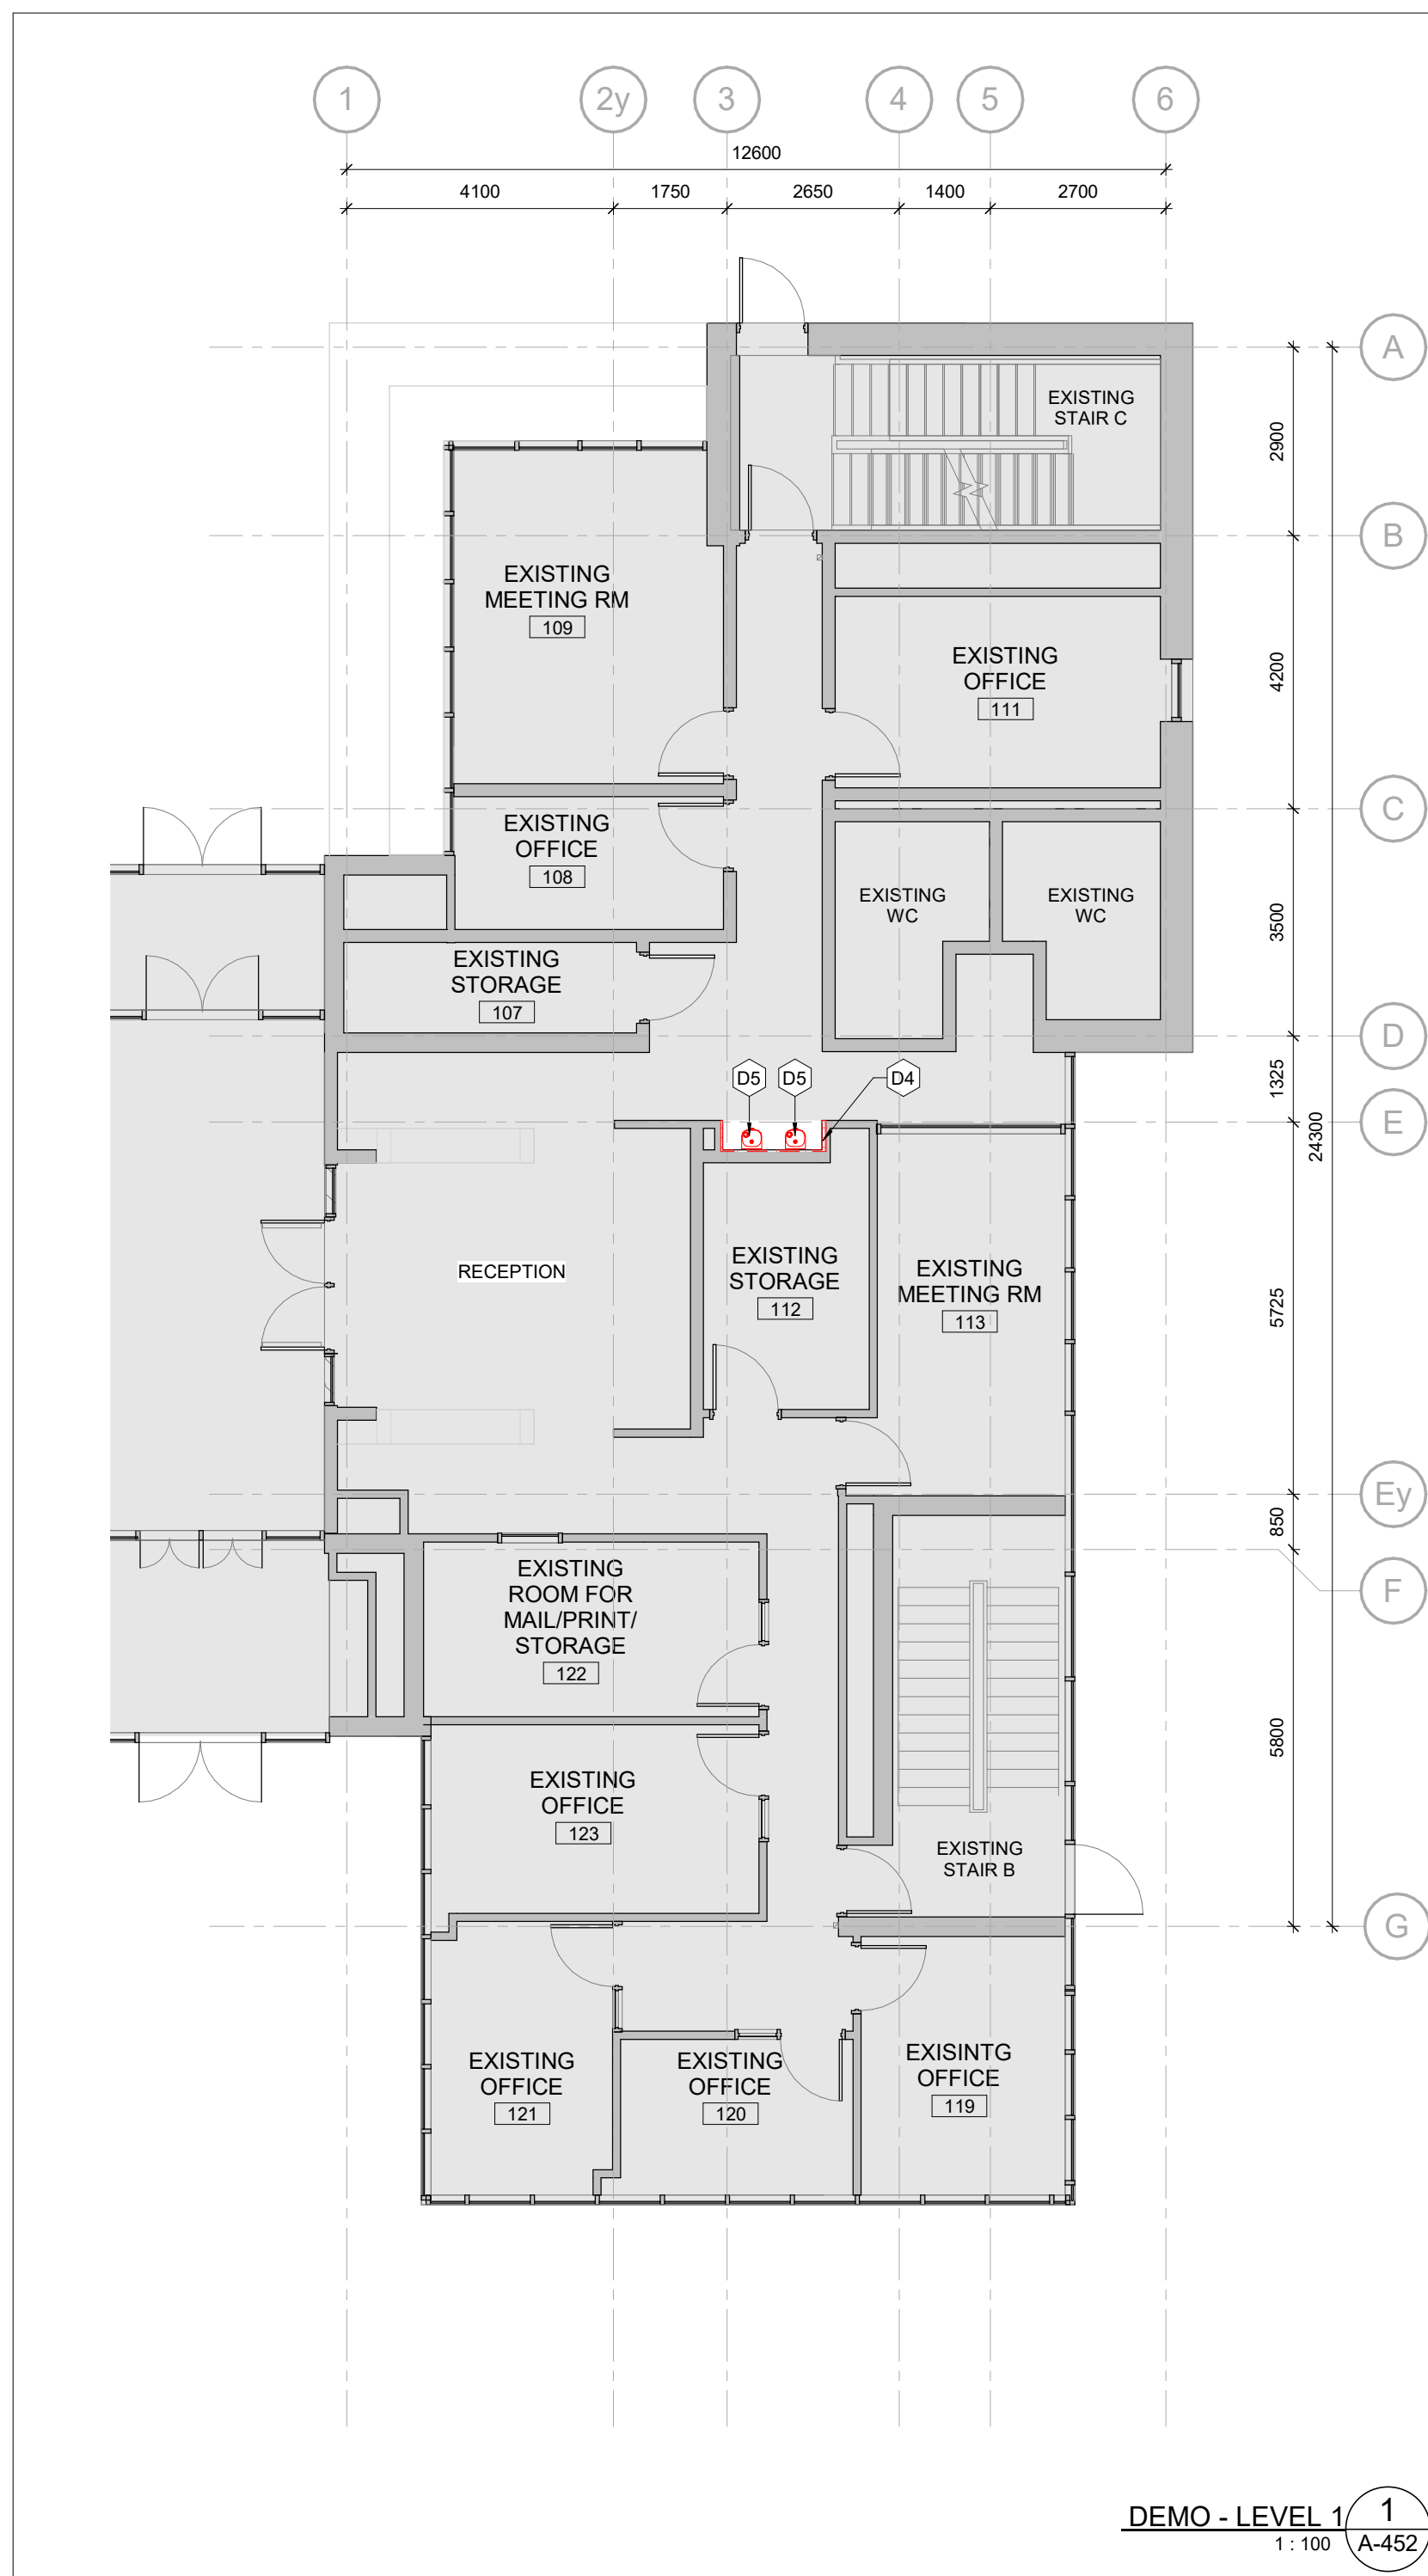 1
2y
3
4
5
6
12600
4100
1750
2650
1400
2700
A
EXISTING
STAIR C
2900
B
EXISTING
MEETING RM
109
EXISTING
OFFICE
111
4200
C
EXISTING
OFFICE
108
EXISTING
WC
EXISTING
WC
3500
EXISTING
STORAGE
107
D
D5
D5
D4
1325
E
24300
RECEPTION
EXISTING
STORAGE
112
EXISTING
MEETING RM
113
5725
Ey
850
F
EXISTING
ROOM FOR
MAIL/PRINT/
STORAGE
122
5800
EXISTING
OFFICE
123
EXISTING
STAIR B
G
EXISTING
OFFICE
121
EXISTING
OFFICE
120
EXISINTG
OFFICE
119
DEMO - LEVEL 1
1 : 100
1
A-452